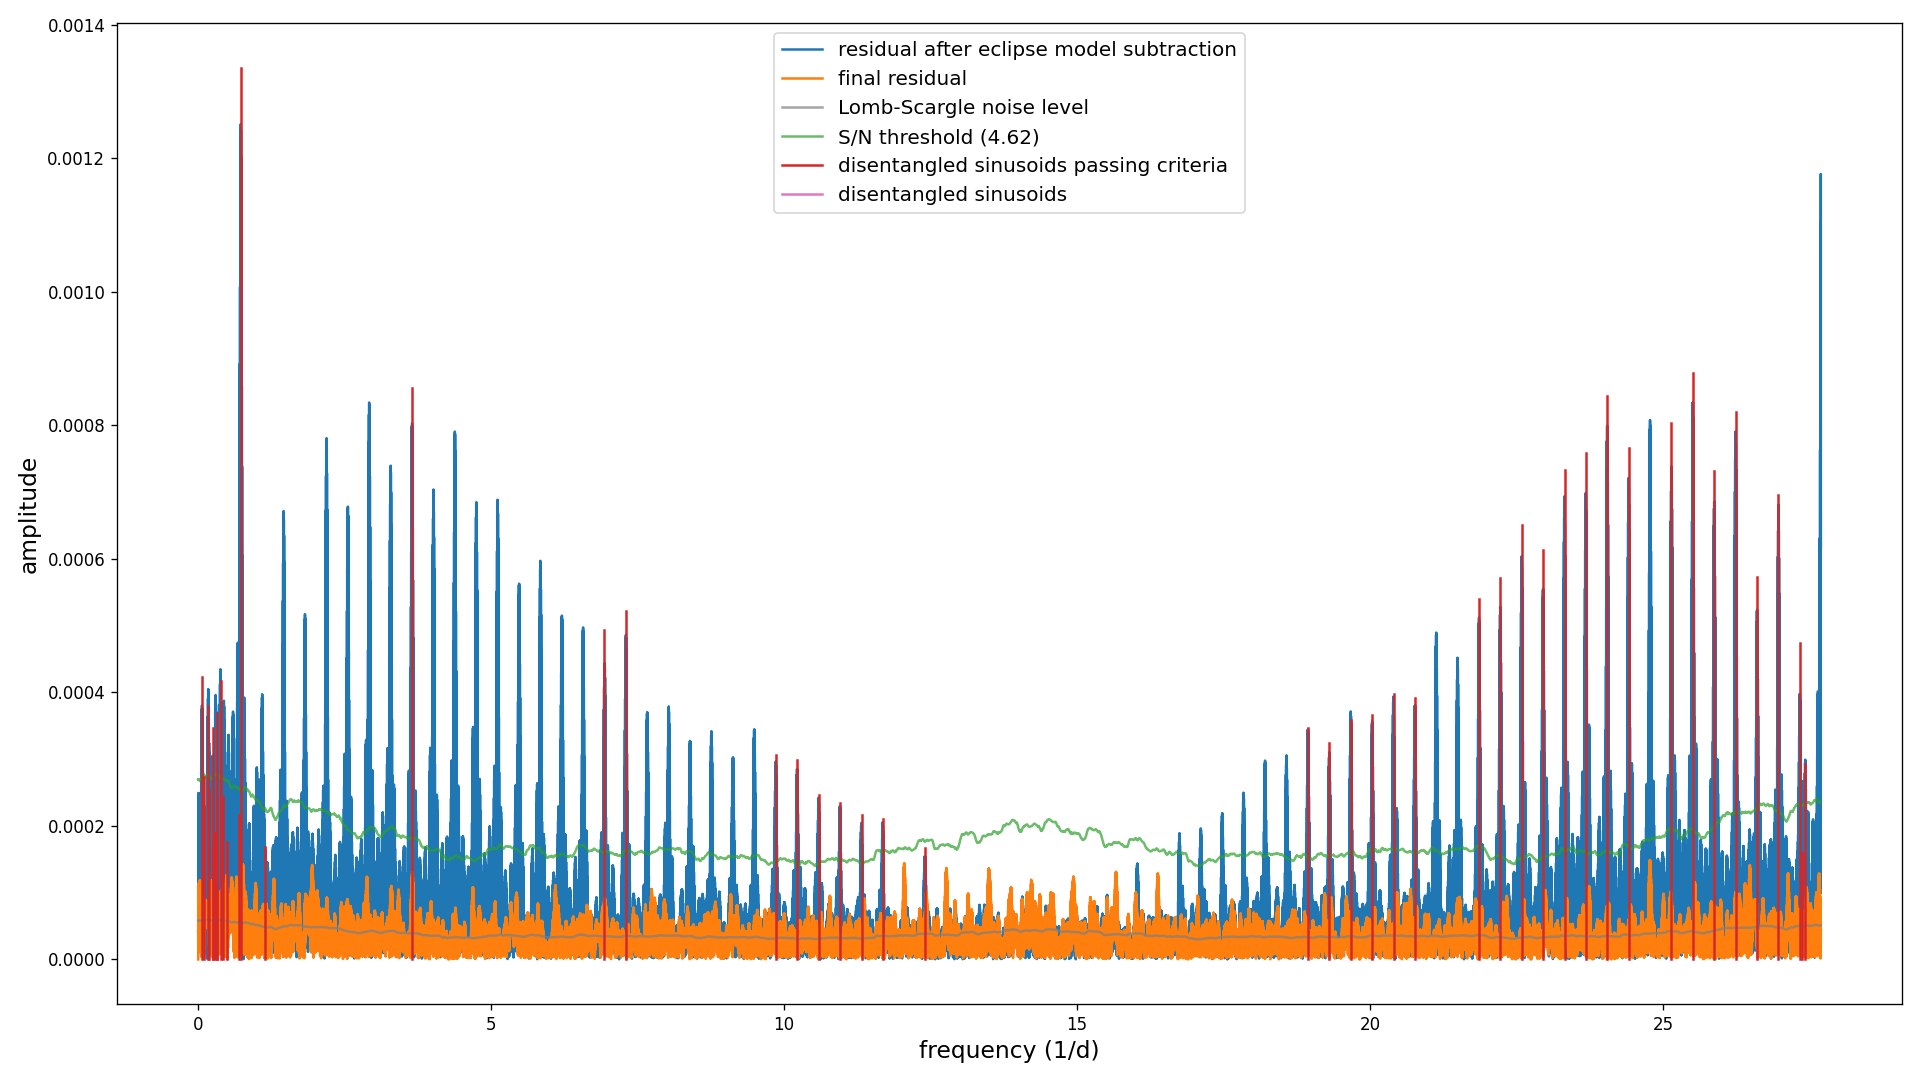 0.0014
0.0012
0.0010
0.0008
0.0006
0.0004
0.0002
0.0000
amplitude
residual after eclipse model subtraction
final residual
Lomb-Scargle noise level
S/N threshold (4.62)
disentangled sinusoids passing criteria
disentangled sinusoids
0 5 10 15 20 25
frequency (1/d)